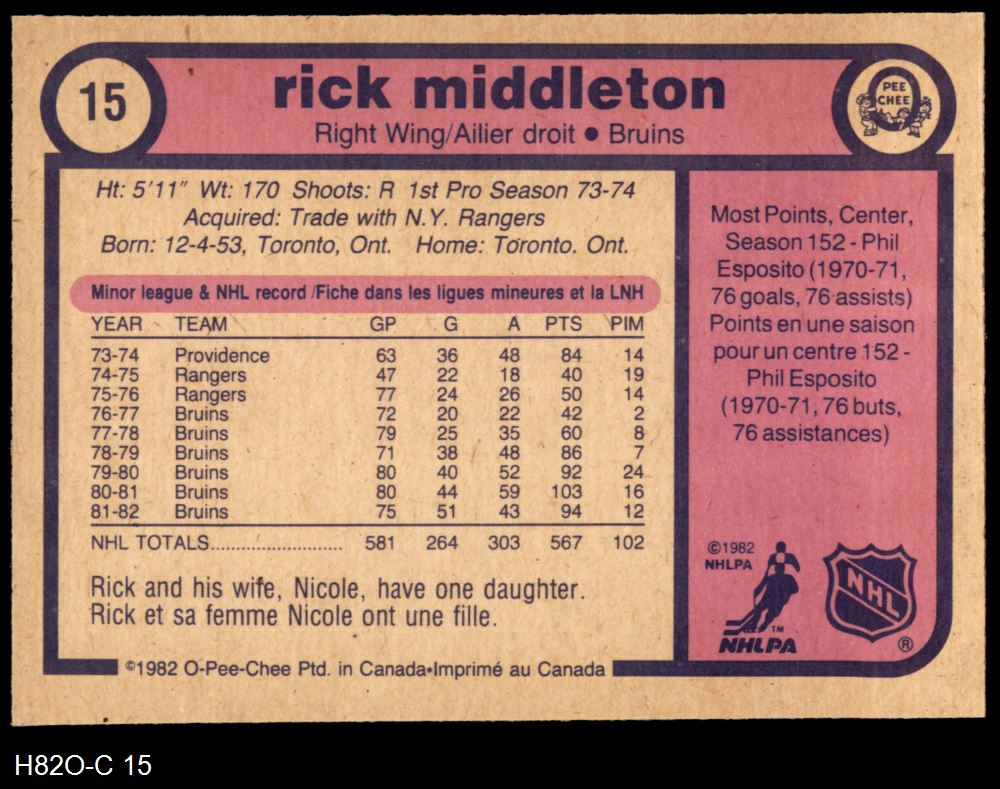 15
rick middleton
Right Wing/Ailier droit ● Bruins
PEE
CHEE
Ht: 5'11" Wt: 170 Shoots: R 1st Pro Season 73-74
Acquired: Trade with N.Y. Rangers
Born: 12-4-53, Toronto, Ont. Home: Toronto. Ont.
Minor league & NHL record /Fiche dans les ligues mineures et la LNH
YEAR TEAM GP G A PTS PIM
73-74 Providence 63 36 48 84 14
74-75 Rangers 47 22 18 40 19
75-76 Rangers 77 24 26 50 14
76-77 Bruins 72 20 22 42 2
77-78 Bruins 79 25 35 60 8
78-79 Bruins 71 38 48 86 7
79-80 Bruins 80 40 52 92 24
80-81 Bruins 80 44 59 103 16
81-82 Bruins 75 51 43 94 12
NHL TOTALS........................ 581 264 303 567 102
Rick and his wife, Nicole, have one daughter.
Rick et sa femme Nicole ont une fille.
©1982 O-Pee-Chee Ptd. in Canada•Imprimé au Canada
Most Points, Center,
Season 152 - Phil
Esposito (1970-71,
76 goals, 76 assists)
Points en une saison
pour un centre 152 -
Phil Esposito
(1970-71, 76 buts,
76 assistances)
©1982
NHLPA
TM
NHLPA
NHL
®
H82O-C 15